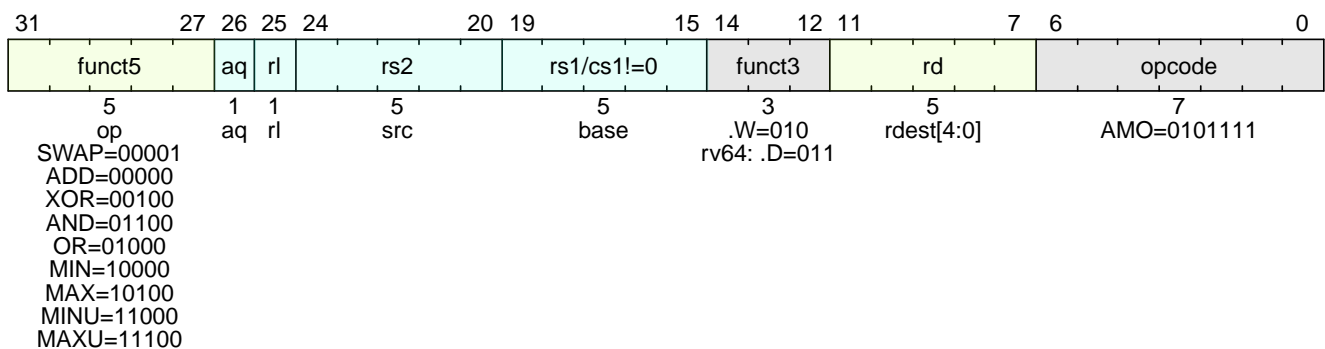 31 27 26 25 24 20 19 15 14 12 11 7 6 0
funct5 aq rl rs2 rs1/cs1!=0 funct3 rd opcode
5 1 1 5 5 3 5 7
op aq rl src base .W=010 rdest[4:0] AMO=0101111
SWAP=00001 rv64: .D=011
ADD=00000
XOR=00100
AND=01100
OR=01000
MIN=10000
MAX=10100
MINU=11000
MAXU=11100